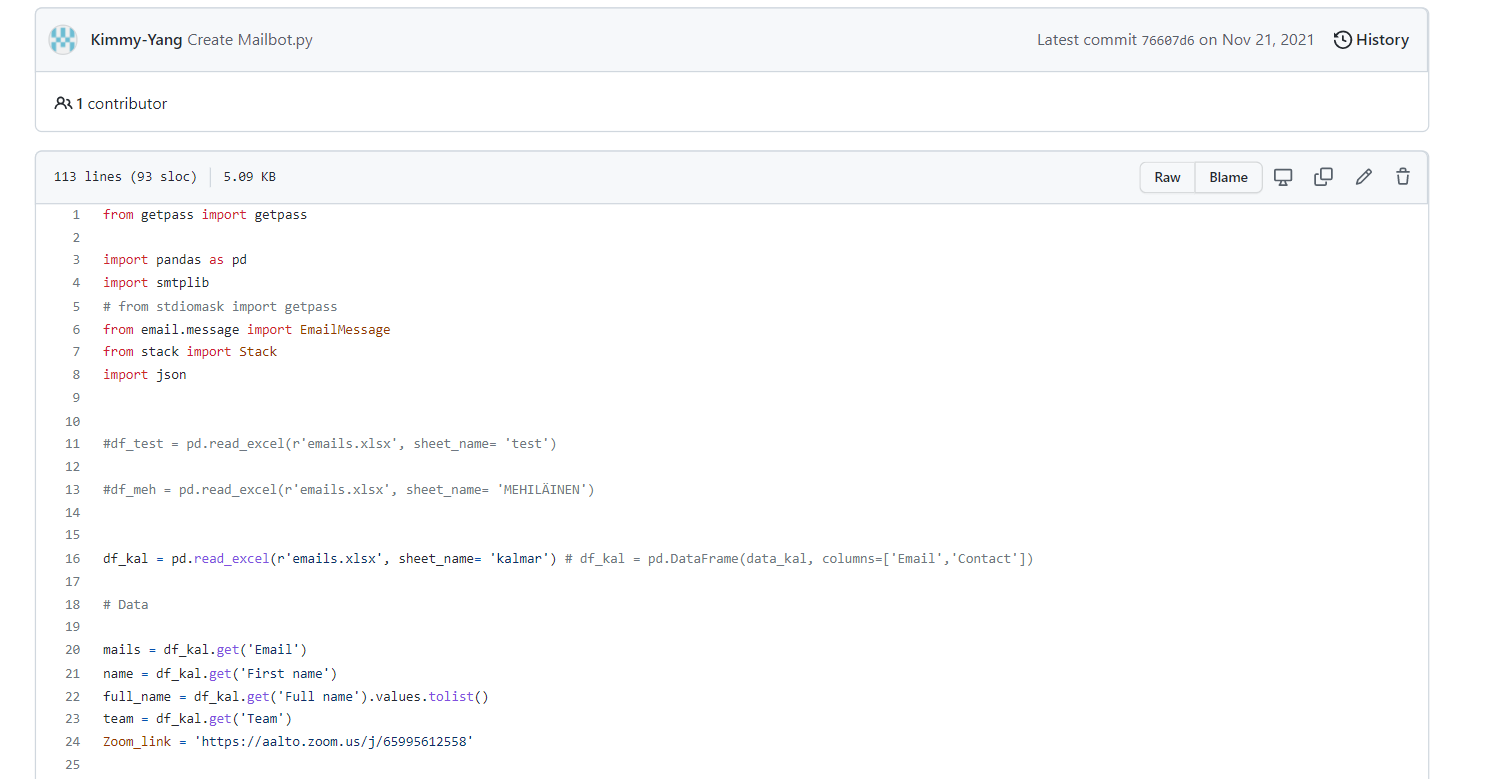 Kimmy-Yang Create Mailbot.py
Latest commit 76607d6 on Nov 21, 2021 History
1 contributor
113 lines (93 sloc) 5.09 KB
Raw Blame
1 from getpass import getpass
2
3 import pandas as pd
4 import smtplib
5 # from stdiomask import getpass
6 from email.message import EmailMessage
7 from stack import Stack
8 import json
9
10
11 #df_test = pd.read_excel(r'emails.xlsx', sheet_name= 'test')
12
13 #df_meh = pd.read_excel(r'emails.xlsx', sheet_name= 'MEHILÄINEN')
14
15
16 df_kal = pd.read_excel(r'emails.xlsx', sheet_name= 'kalmar') # df_kal = pd.DataFrame(data_kal, columns=['Email','Contact'])
17
18 # Data
19
20 mails = df_kal.get('Email')
21 name = df_kal.get('First name')
22 full_name = df_kal.get('Full name').values.tolist()
23 team = df_kal.get('Team')
24 Zoom_link = 'https://aalto.zoom.us/j/65995612558'
25